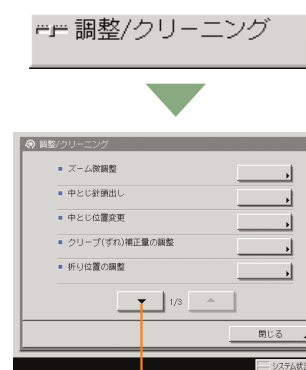 調整/クリーニング
調整/クリーニング
ズーム微調整
中とじ針頭出し
中とじ位置変更
クリープ(ずれ)補正量の調整
折り位置の調整
1/3
閉じる
システム状